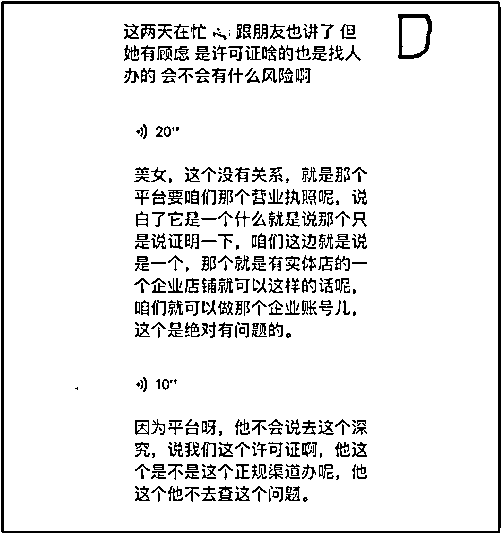 D
这两天在忙 跟朋友也讲了 但
她有顾虑 是许可证啥的也是找人
办的 会不会有什么风险啊
20"
美女，这个没有关系，就是那个
平台要咱们那个营业执照呢，说
白了它是一个什么就是说那个只
是说证明一下，咱们这边就是说
是一个，那个就是有实体店的一
个企业店铺就可以这样的话呢，
咱们就可以做那个企业账号儿，
这个是绝对有问题的。
10"
因为平台呀，他不会说去这个深
究，说我们这个许可证啊，他这
个是不是这个正规渠道办呢，他
这个他不去查这个问题。